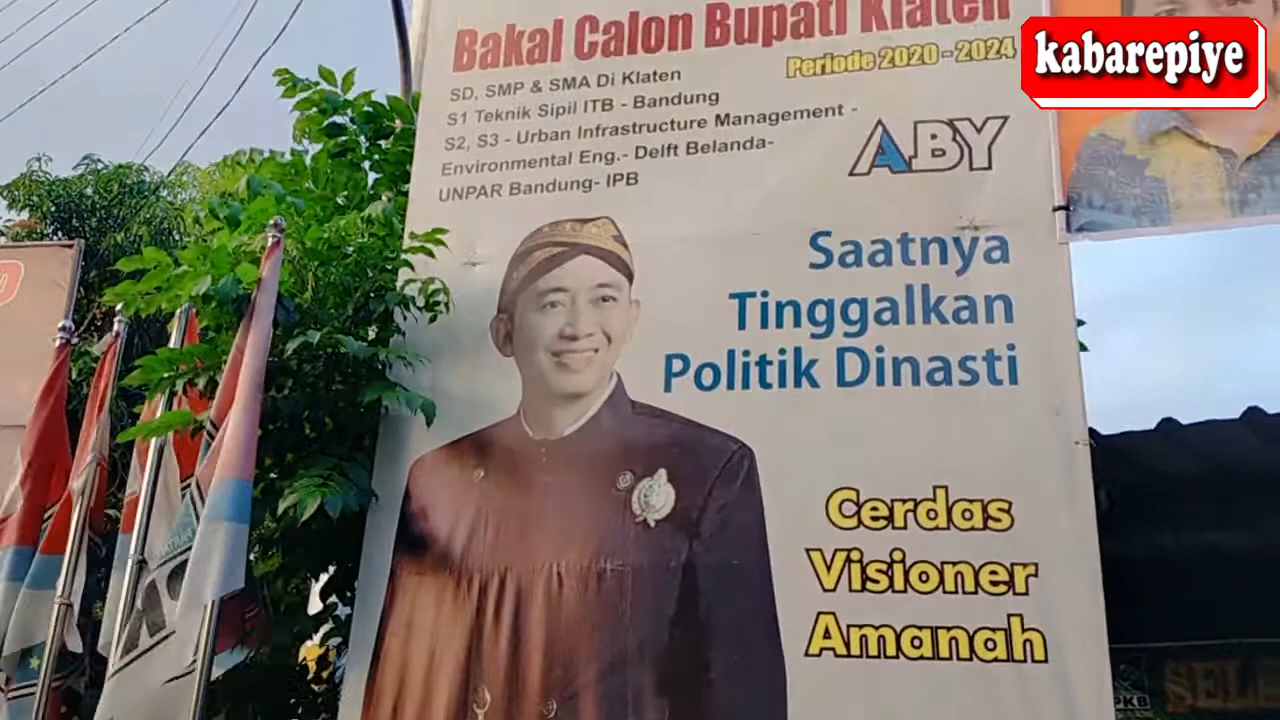 Bakal Calon Bupati Klaten
Periode 2020 - 2024
kabarepiye
SD, SMP & SMA Di Klaten
S1 Teknik Sipil ITB - Bandung
S2, S3 - Urban Infrastructure Management -
Environmental Eng.- Delft Belanda-
UNPAR Bandung- IPB
ABY
Saatnya
Tinggalkan
Politik Dinasti
Cerdas
Visioner
Amanah
PKB